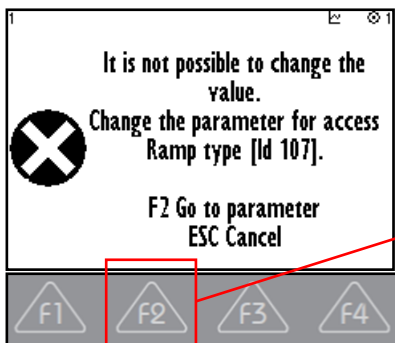 1 1
It is not possible to change the
value.
Change the parameter for access
Ramp type [Id 107].
F2 Go to parameter
ESC Cancel
F1 F2 F3 F4